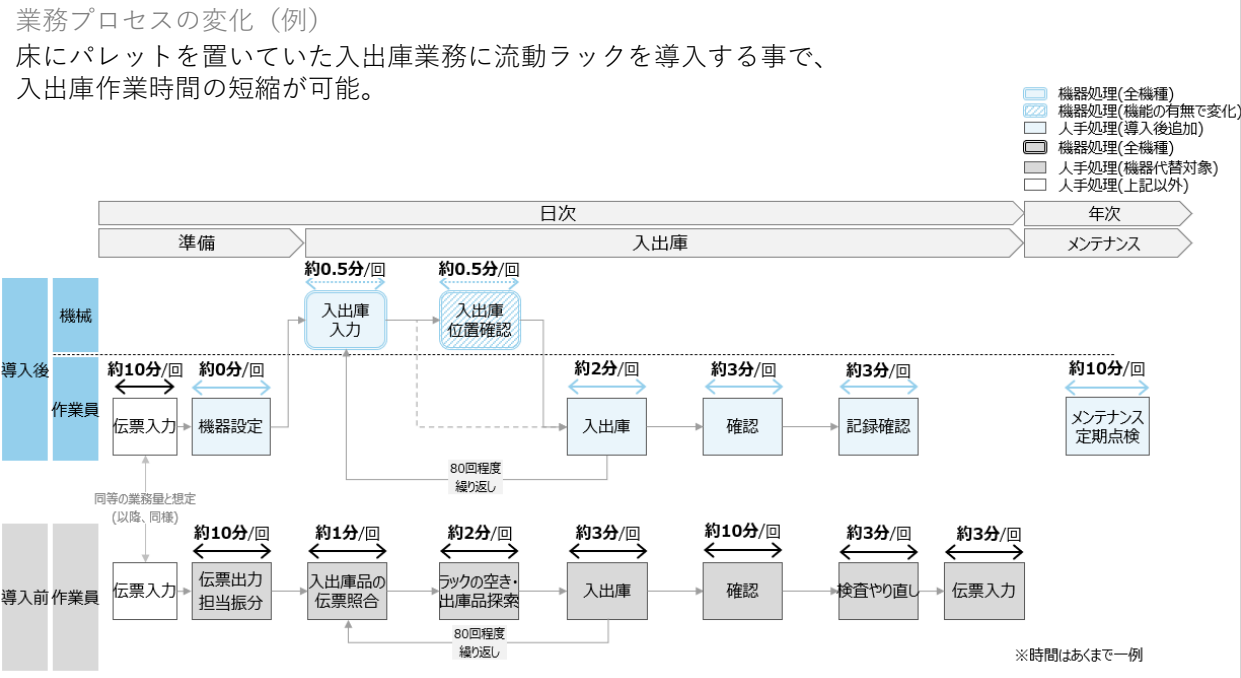 業務プロセスの変化（例）
床にパレットを置いていた入出庫業務に流動ラックを導入する事で、
入出庫作業時間の短縮が可能。
機器処理(全機種)
機器処理(機能の有無で変化)
人手処理(導入後追加)
機器処理(全機種)
人手処理(機器代替対象)
人手処理(上記以外)
日次
年次
準備
入出庫
メンテナンス
約0.5分/回
約0.5分/回
機械
入出庫
入力
入出庫
位置確認
導入後
作業員
約10分/回
約0分/回
約2分/回
約3分/回
約3分/回
約10分/回
伝票入力
機器設定
入出庫
確認
記録確認
メンテナンス
定期点検
80回程度
繰り返し
同等の業務量と想定
(以降、同様)
約10分/回
約1分/回
約2分/回
約3分/回
約10分/回
約3分/回
約3分/回
導入前
作業員
伝票入力
伝票出力
担当振分
入出庫品の
伝票照合
ラックの空き・
出庫品探索
入出庫
確認
検査やり直し
伝票入力
80回程度
繰り返し
※時間はあくまで一例